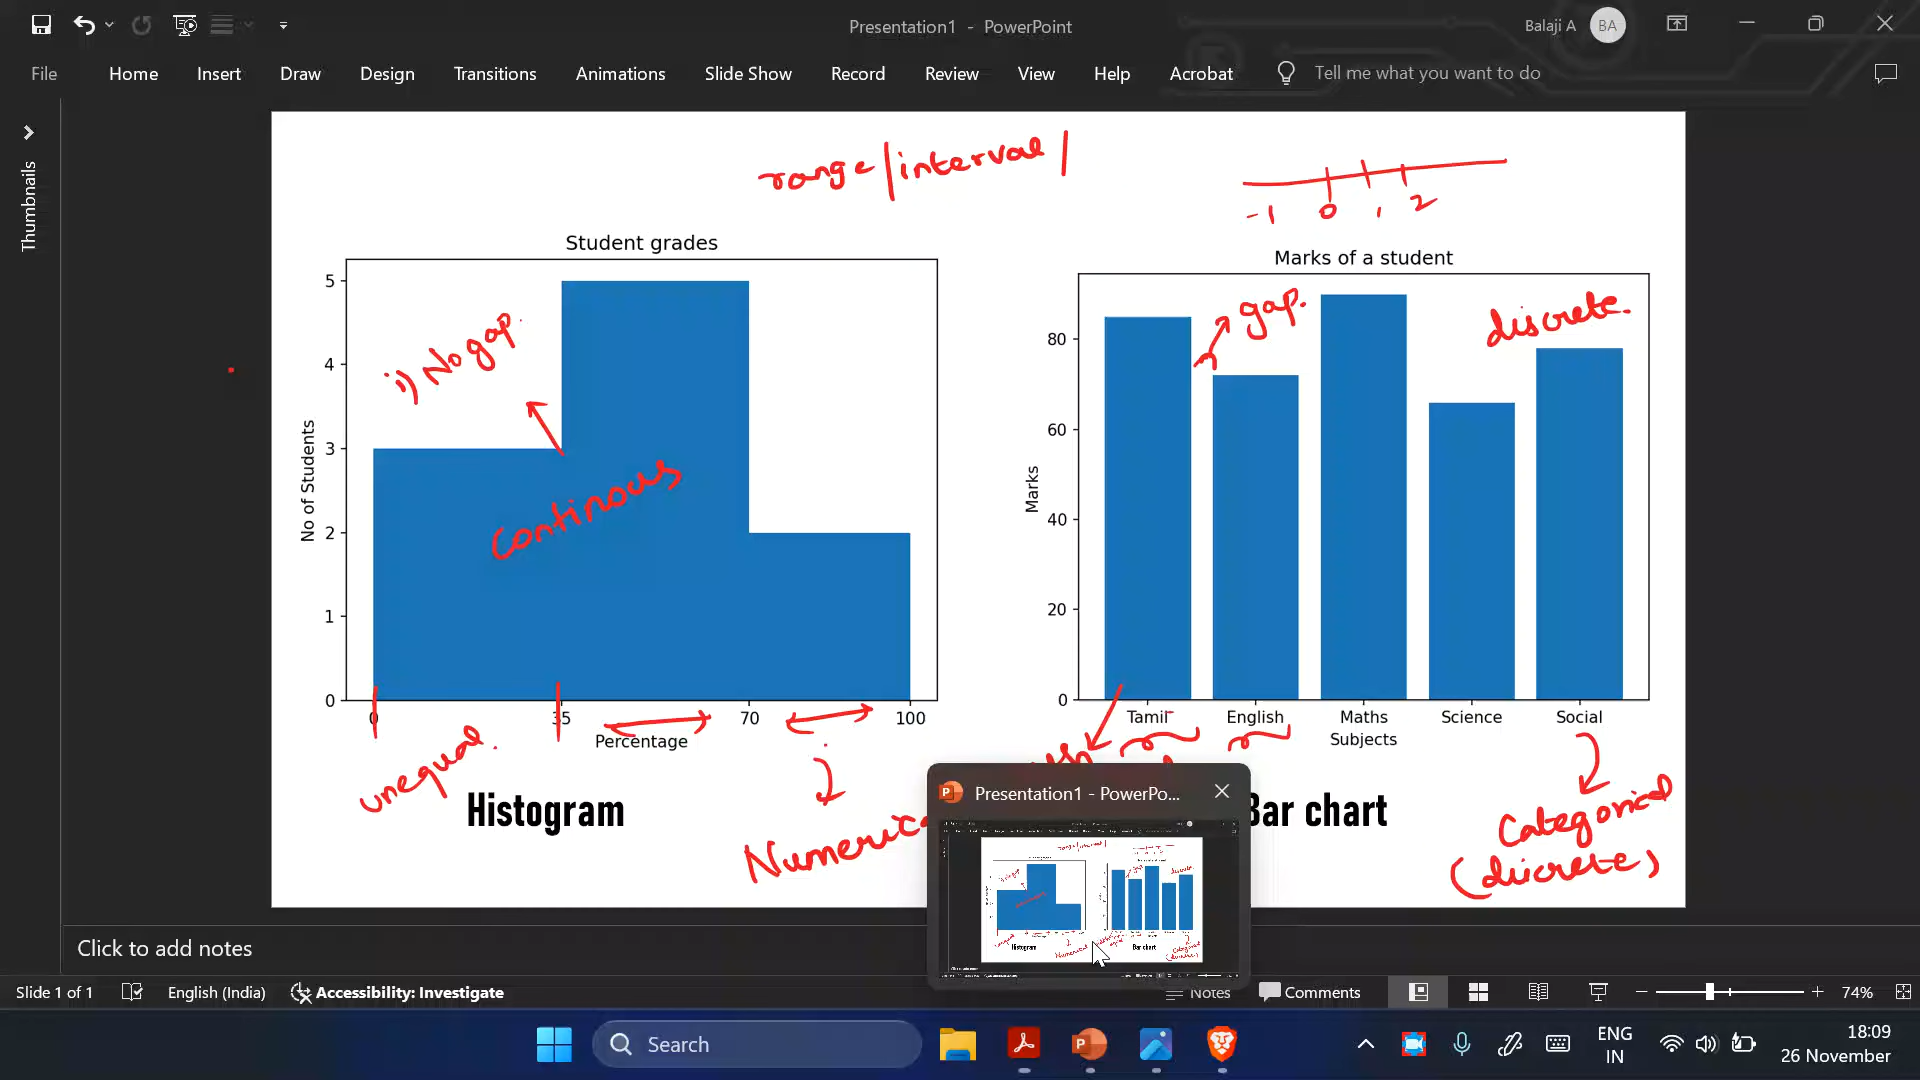 Presentation1 - PowerPoint
Balaji A
BA
File Home Insert Draw Design Transitions Animations Slide Show Record Review View Help Acrobat Tell me what you want to do
Thumbnails
range/interval/
-1 0 1 2
Student grades
5
4
3
2
1
0
No of Students
i) No gap.
Continous
0 35 70 100
Percentage
unequal.
Histogram
Numerica
Marks of a student
80
60
40
20
0
Marks
gap.
discrete.
Tamil English Maths Science Social
Subjects
Bar chart
Categorical
(discrete)
Presentation1 - PowerPo...
Click to add notes
Slide 1 of 1 English (India) Accessibility: Investigate
Notes Comments 74%
Search
ENG
IN
18:09
26 November